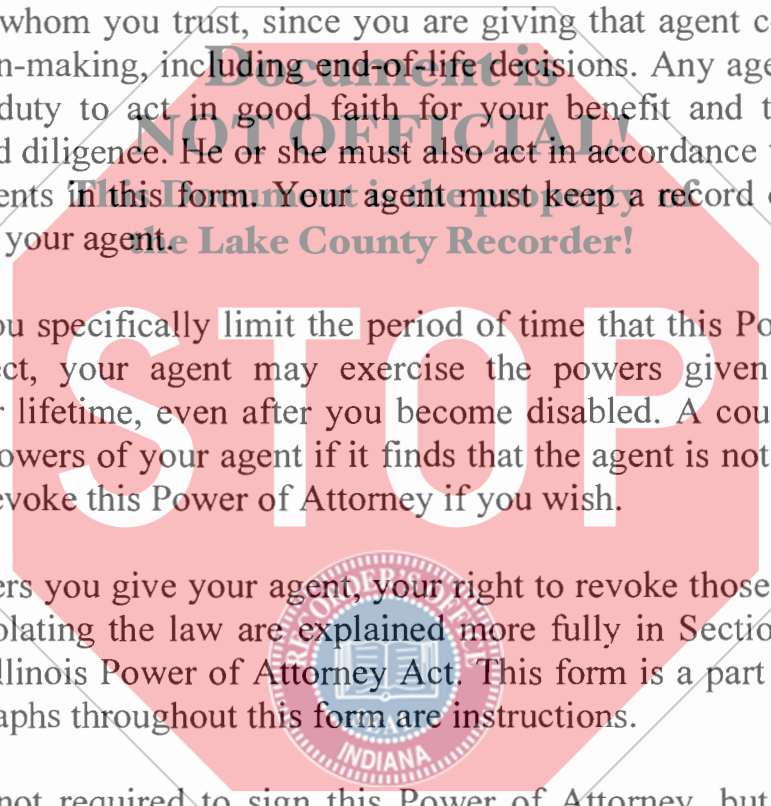 whom you trust, since you are giving that agent c
n-making, including end-of-life decisions. Any age
Document is
duty to act in good faith for your benefit and t
NOT OFFICIAL!
d diligence. He or she must also act in accordance
This Document is the property of
ents in this form. Your agent must keep a record
your agent.
the Lake County Recorder!
ou specifically limit the period of time that this Po
ect, your agent may exercise the powers given
r lifetime, even after you become disabled. A cou
STOP
owers of your agent if it finds that the agent is not
evoke this Power of Attorney if you wish.
ers you give your agent, your right to revoke those
olating the law are explained more fully in Sectio
llinois Power of Attorney Act. This form is a part
aphs throughout this form are instructions.
RECORDER'S OFFICE
INDIANA
not required to sign this Power of Attorney, but